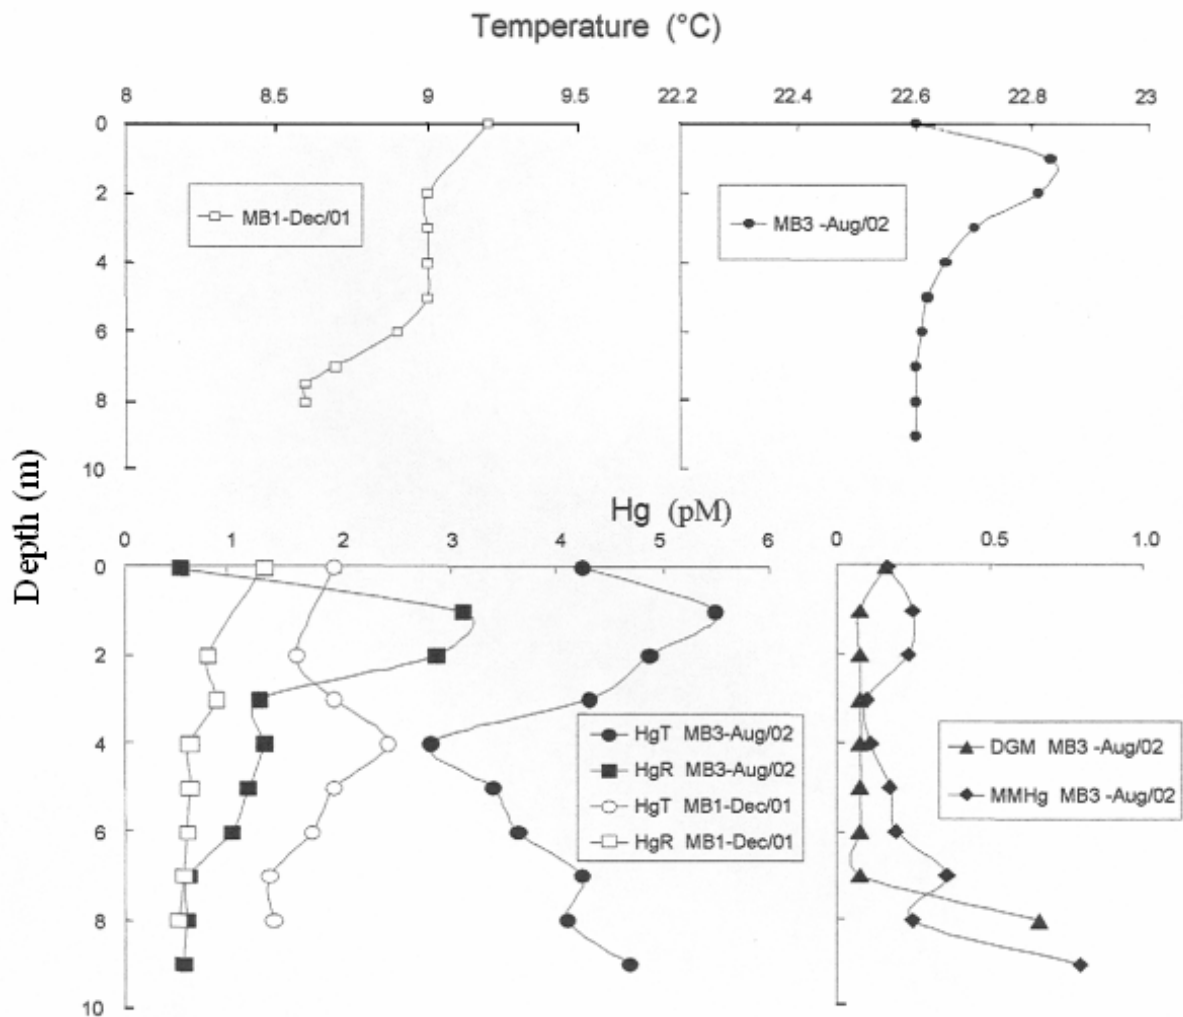 Temperature (°C)
8 8.5 9 9.5 22.2 22.4 22.6 22.8 23
0
2
4
6
8
10
MB1-Dec/01
MB3 -Aug/02
Depth (m)
Hg (pM)
0 1 2 3 4 5 6 0 0.5 1.0
0
2
4
6
8
10
HgT MB3-Aug/02
HgR MB3-Aug/02
HgT MB1-Dec/01
HgR MB1-Dec/01
DGM MB3 -Aug/02
MMHg MB3 -Aug/02